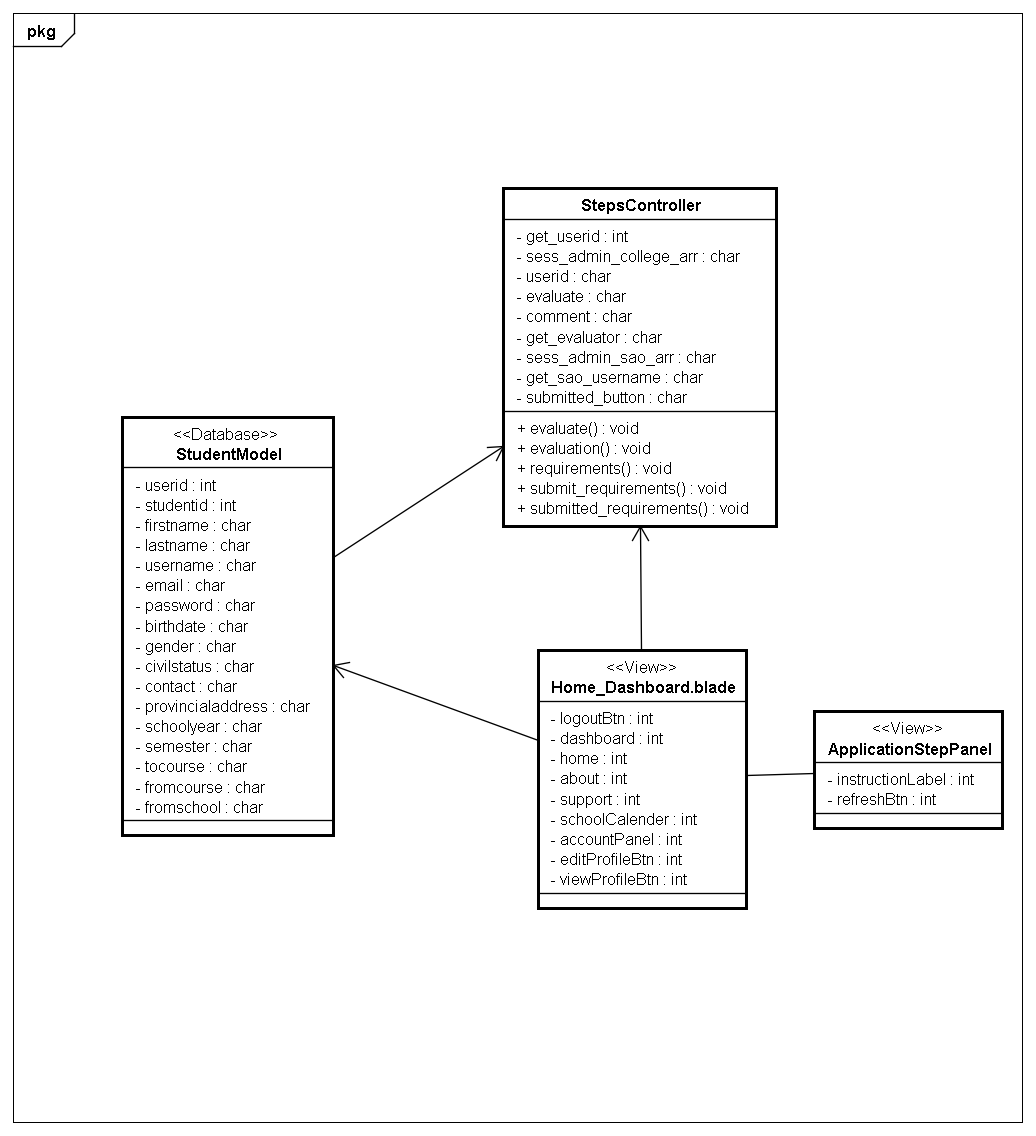 pkg
StepsController
- get_userid : int
- sess_admin_college_arr : char
- userid : char
- evaluate : char
- comment : char
- get_evaluator : char
- sess_admin_sao_arr : char
- get_sao_username : char
- submitted_button : char
+ evaluate() : void
+ evaluation() : void
+ requirements() : void
+ submit_requirements() : void
+ submitted_requirements() : void
<<Database>>
StudentModel
- userid : int
- studentid : int
- firstname : char
- lastname : char
- username : char
- email : char
- password : char
- birthdate : char
- gender : char
- civilstatus : char
- contact : char
- provincialaddress : char
- schoolyear : char
- semester : char
- tocourse : char
- fromcourse : char
- fromschool : char
<<View>>
Home_Dashboard.blade
- logoutBtn : int
- dashboard : int
- home : int
- about : int
- support : int
- schoolCalender : int
- accountPanel : int
- editProfileBtn : int
- viewProfileBtn : int
<<View>>
ApplicationStepPanel
- instructionLabel : int
- refreshBtn : int